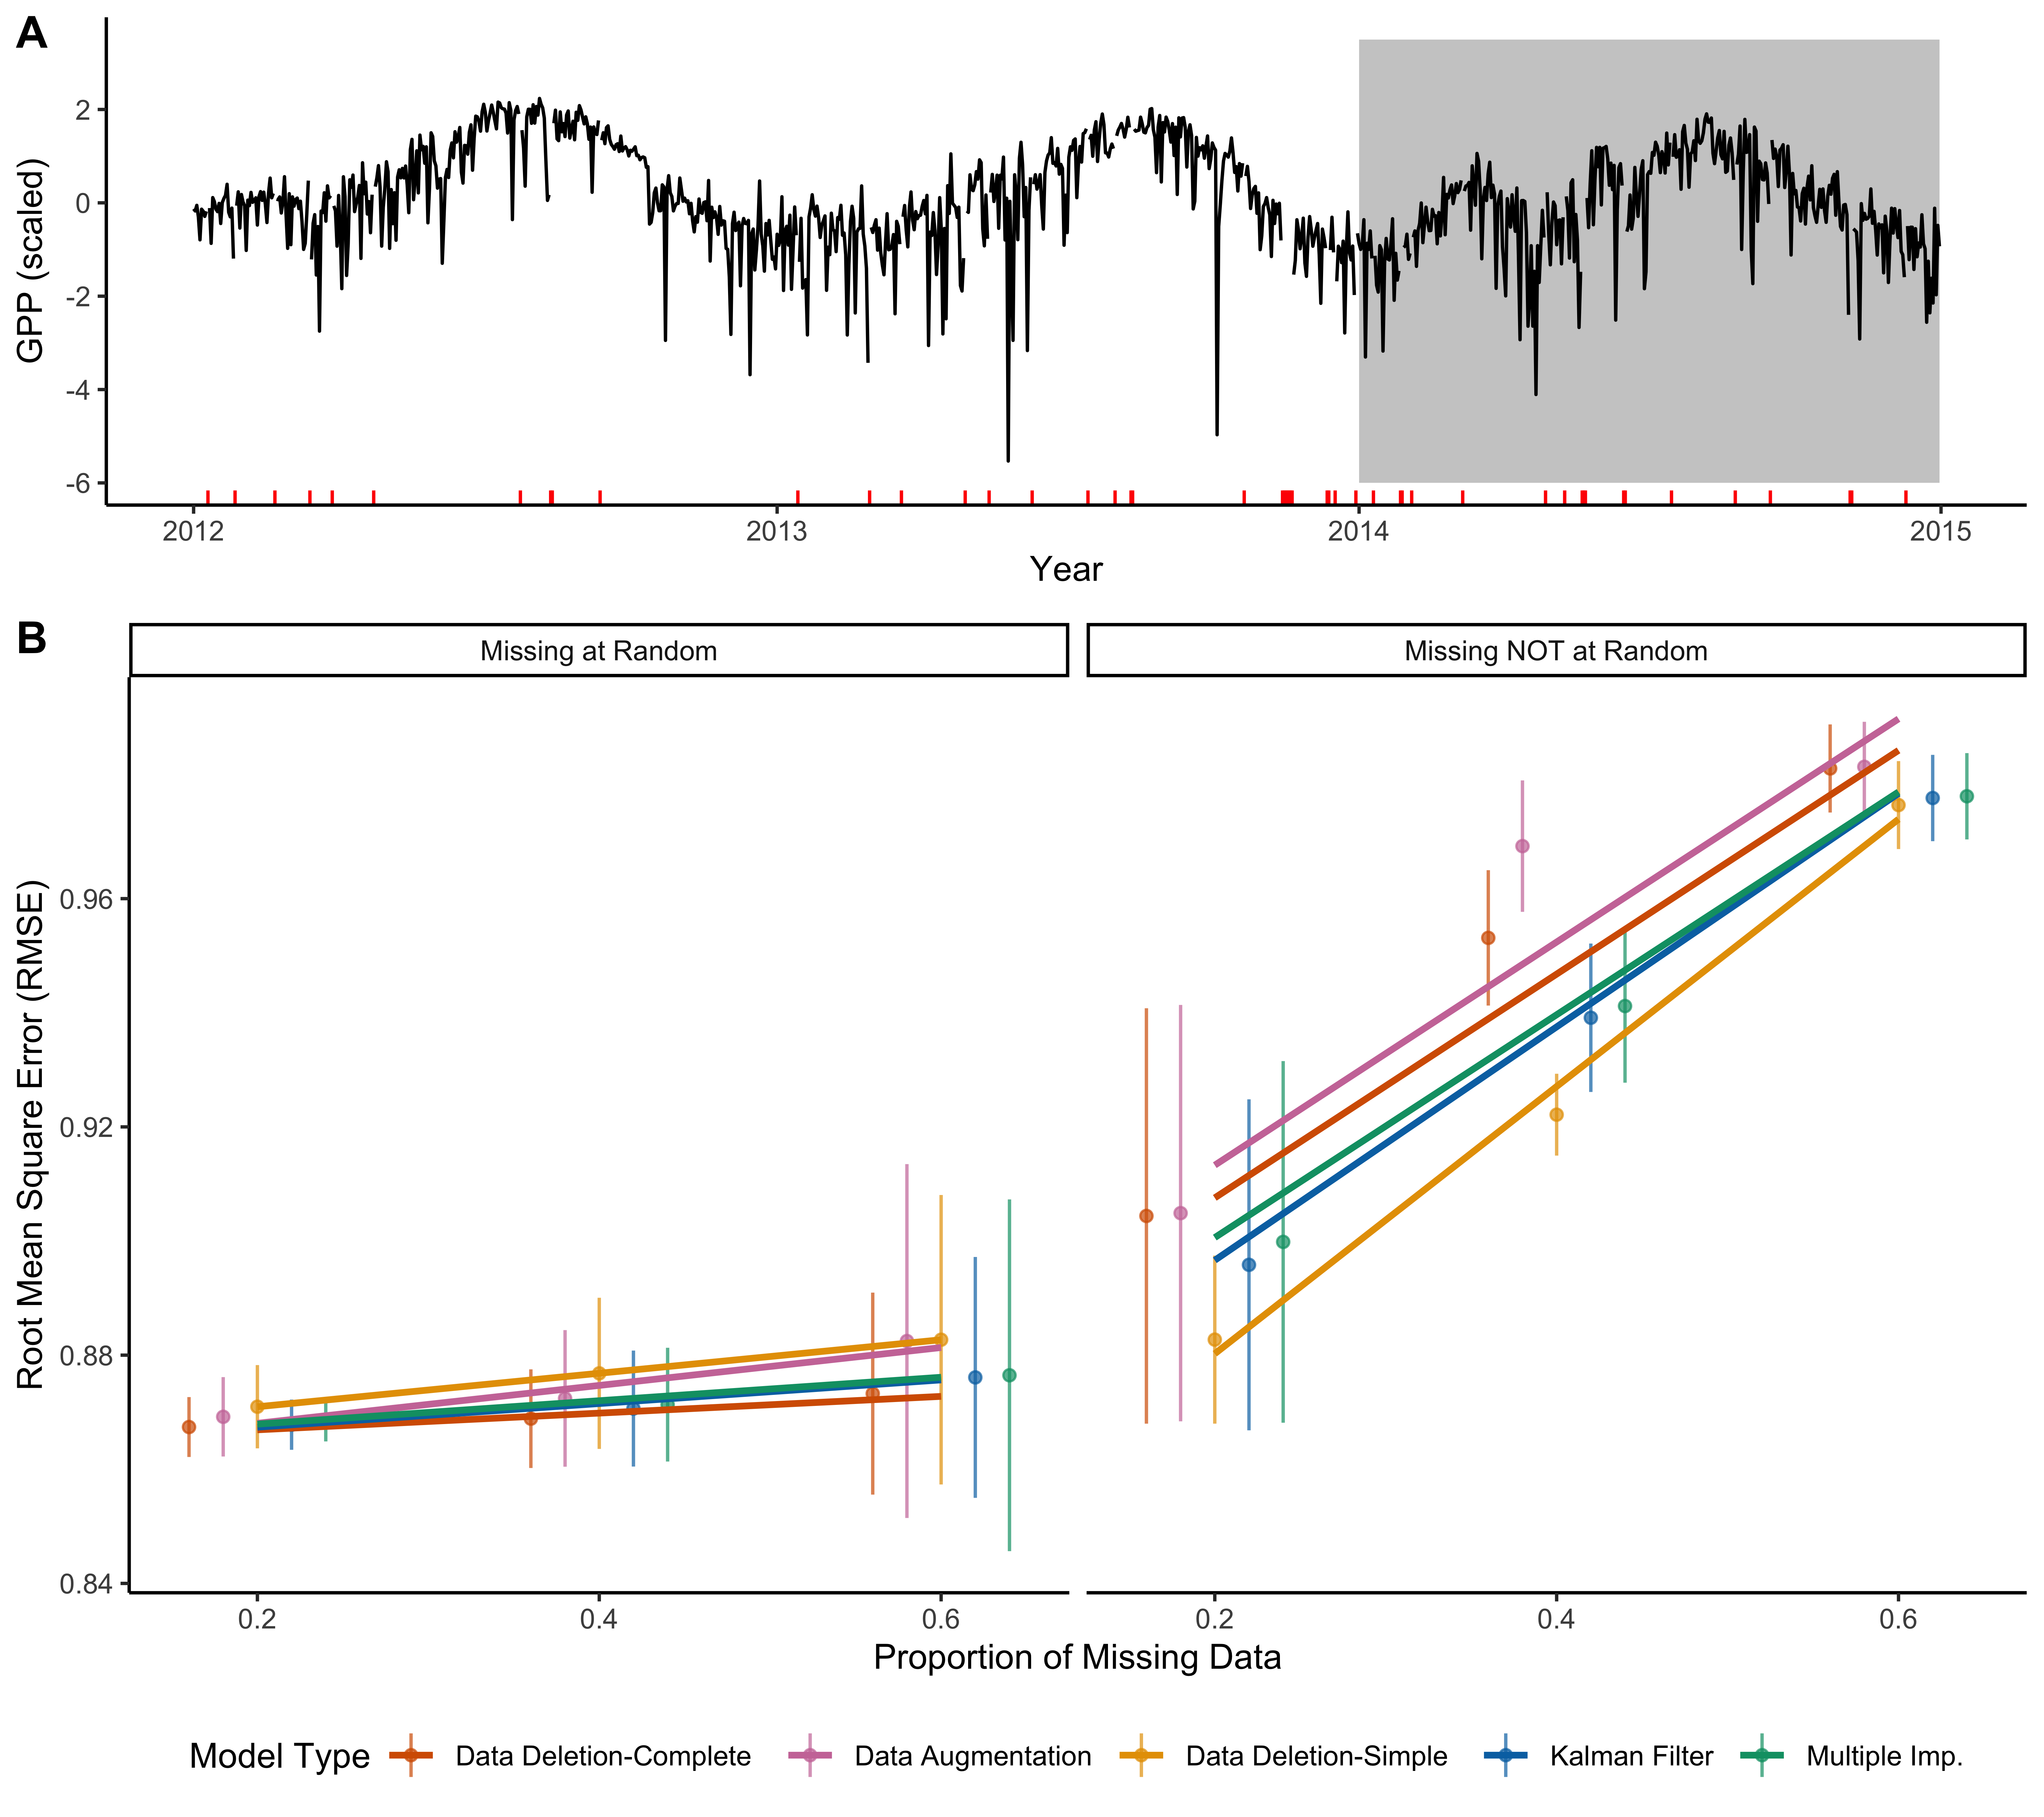 A
2
0
-2
-4
-6
GPP (scaled)
2012 2013 2014 2015
Year
B
Missing at Random Missing NOT at Random
0.96
0.92
0.88
0.84
Root Mean Square Error (RMSE)
0.2 0.4 0.6 0.2 0.4 0.6
Proportion of Missing Data
Model Type Data Deletion-Complete Data Augmentation Data Deletion-Simple Kalman Filter Multiple Imp.